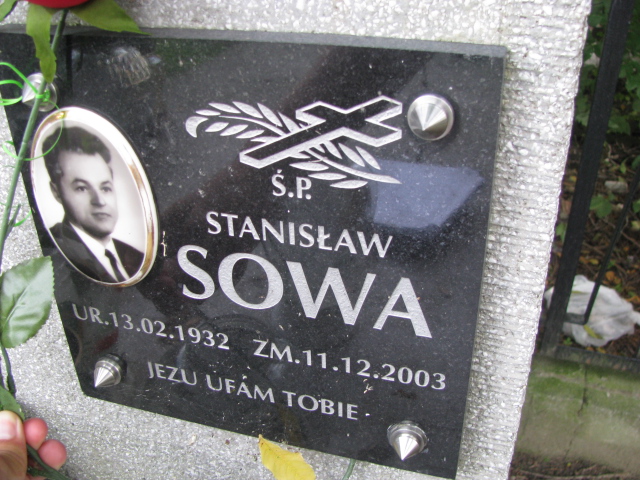 Ś.P.
STANISŁAW
SOWA
UR.13.02.1932 ZM.11.12.2003
JEZU UFAM TOBIE